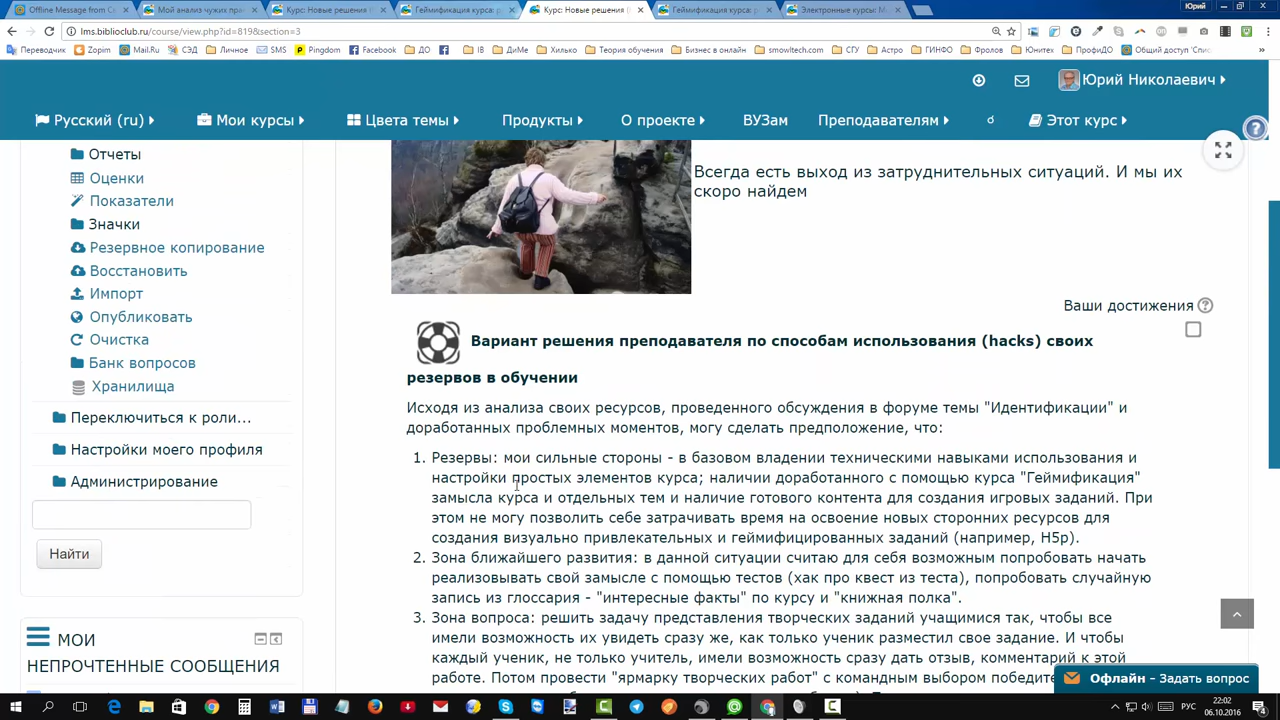 Offline Message from C
Мой анализ чужих при
Курс: Новые решения (
Геймификация курса: р
Курс: Новые решения (
Геймификация курса: р
Электронные курсы: М
Юрий
lms.biblioclub.ru/course/view.php?id=819&section=3
Переводчик Zopim Mail.Ru СЭД Личное SMS Pingdom Facebook ДО IB ДиМе Хилько Теория обучения Бизнес в онлайн smowltech.com СГУ Астро ГИНФО Фролов Юнитех ПрофиДО Общий доступ 'Спис
Юрий Николаевич
Русский (ru) Мои курсы Цвета темы Продукты О проекте ВУЗам Преподавателям Этот курс
Отчеты
Оценки
Показатели
Значки
Резервное копирование
Восстановить
Импорт
Опубликовать
Очистка
Банк вопросов
Хранилища
Переключиться к роли...
Настройки моего профиля
Администрирование
Найти
МОИ
НЕПРОЧТЕННЫЕ СООБЩЕНИЯ
Всегда есть выход из затруднительных ситуаций. И мы их
скоро найдем
Ваши достижения
Вариант решения преподавателя по способам использования (hacks) своих
резервов в обучении
Исходя из анализа своих ресурсов, проведенного обсуждения в форуме темы "Идентификации" и
доработанных проблемных моментов, могу сделать предположение, что:
1. Резервы: мои сильные стороны - в базовом владении техническими навыками использования и
настройки простых элементов курса; наличии доработанного с помощью курса "Геймификация"
замысла курса и отдельных тем и наличие готового контента для создания игровых заданий. При
этом не могу позволить себе затрачивать время на освоение новых сторонних ресурсов для
создания визуально привлекательных и геймифицированных заданий (например, H5p).
2. Зона ближайшего развития: в данной ситуации считаю для себя возможным попробовать начать
реализовывать свой замысле с помощью тестов (хак про квест из теста), попробовать случайную
запись из глоссария - "интересные факты" по курсу и "книжная полка".
3. Зона вопроса: решить задачу представления творческих заданий учащимися так, чтобы все
имели возможность их увидеть сразу же, как только ученик разместил свое задание. И чтобы
каждый ученик, не только учитель, имели возможность сразу дать отзыв, комментарий к этой
работе. Потом провести "ярмарку творческих работ" с командным выбором победите
Офлайн - Задать вопрос
РУС
22:02
06.10.2016